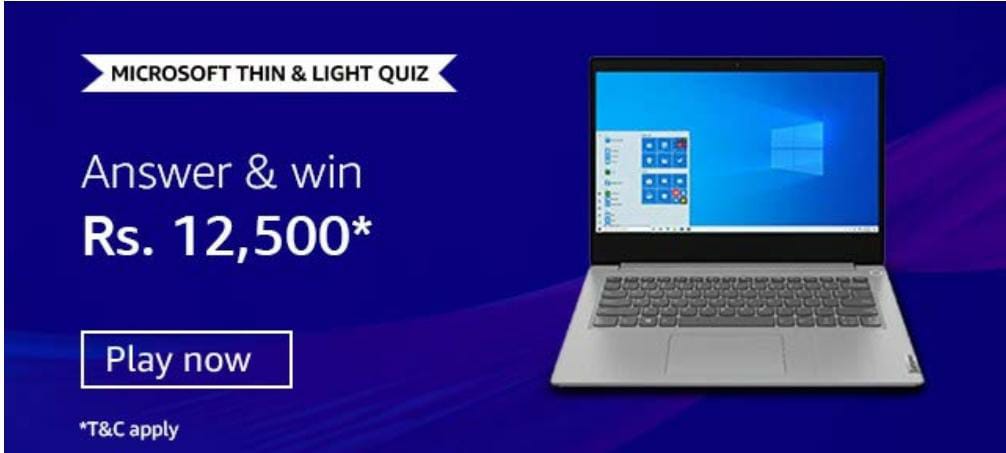 MICROSOFT THIN & LIGHT QUIZ
Answer & win
Rs. 12,500*
Play now
*T&C apply